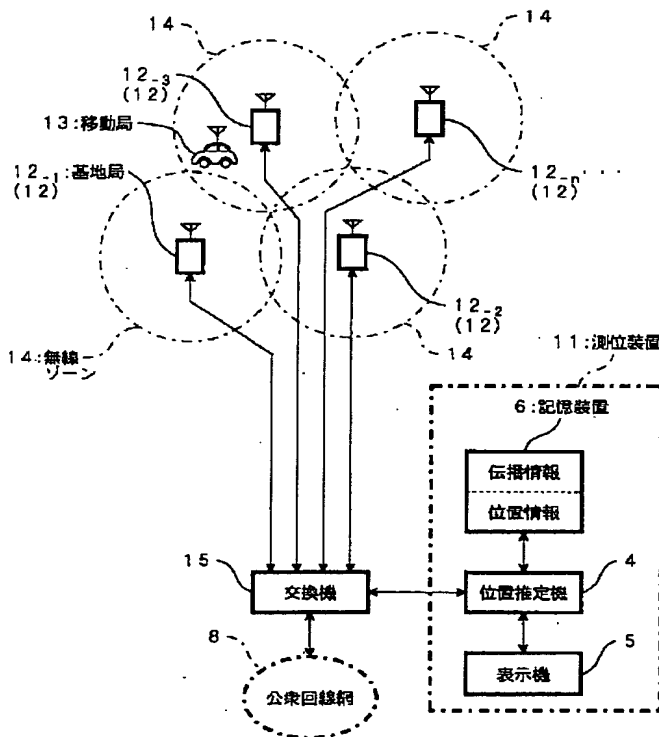 14
14
12-3
(12)
13:移動局
12-1:基地局
(12)
12-n
(12)
・・・
12-2
(12)
14
14:無線
ゾーン
11:測位装置
6:記憶装置
伝播情報
位置情報
15
交換機
位置推定機
4
8
公衆回線網
表示機
5